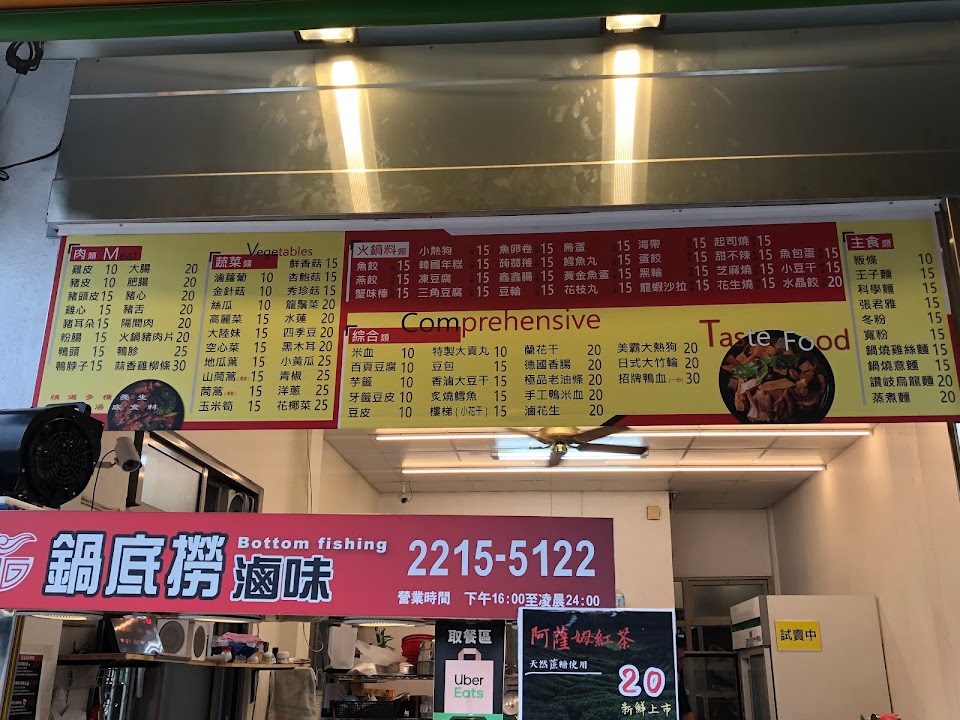 肉類 Meat
雞皮 10 大腸 20
豬皮 10 肥腸 20
豬頭皮 15 豬心 20
雞心 15 豬舌 20
豬耳朵 15 隔間肉 20
粉腸 15 火鍋豬肉片 20
鴨頭 15 鴨胗 25
鴨脖子 15 蒜香雞柳條 30
蔬菜類 Vegetables
鮮香菇 15
滷蘿蔔 10 杏鮑菇 15
金針菇 10 秀珍菇 15
絲瓜 10 龍鬚菜 20
高麗菜 15 水蓮 20
大陸妹 15 四季豆 20
空心菜 15 黑木耳 20
地瓜葉 15 小黃瓜 25
山茼蒿 15 青椒 25
茼蒿 15 洋蔥 25
玉米筍 15 花椰菜 25
火鍋料類
小熱狗 15 魚卵卷 15 鳥蛋 15 海帶 15 起司燒 15
魚餃 15 韓國年糕 15 蒟蒻捲 15 鱈魚丸 15 蛋餃 15 甜不辣 15 魚包蛋 15
燕餃 15 凍豆腐 15 鑫鑫腸 15 黃金魚蛋 15 黑輪 15 芝麻燒 15 小豆干 15
蟹味棒 15 三角豆腐 15 豆輪 15 花枝丸 15 龍蝦沙拉 15 花生燒 15 水晶餃 20
綜合類 Comprehensive
米血 10 特製大貢丸 10 蘭花干 20 美霸大熱狗 20
百頁豆腐 10 豆包 15 德國香腸 20 日式大竹輪 20
芋籤 10 香滷大豆干 15 極品老油條 20 招牌鴨血 30
牙籤豆皮 10 炙燒鱈魚 15 手工鴨米血 20
豆皮 10 樓梯(小花干) 15 滷花生 20
Taste Food
主食類
粄條 10
王子麵 15
科學麵 15
張君雅 15
冬粉 15
寬粉 15
鍋燒雞絲麵 15
鍋燒意麵 15
讚岐烏龍麵 20
蒸煮麵 20
鍋底撈 Bottom fishing
滷味
2215-5122
營業時間 下午16:00至凌晨24:00
取餐區
Uber
Eats
阿薩姆紅茶
天然蔗糖使用
20
新鮮上市
試賣中